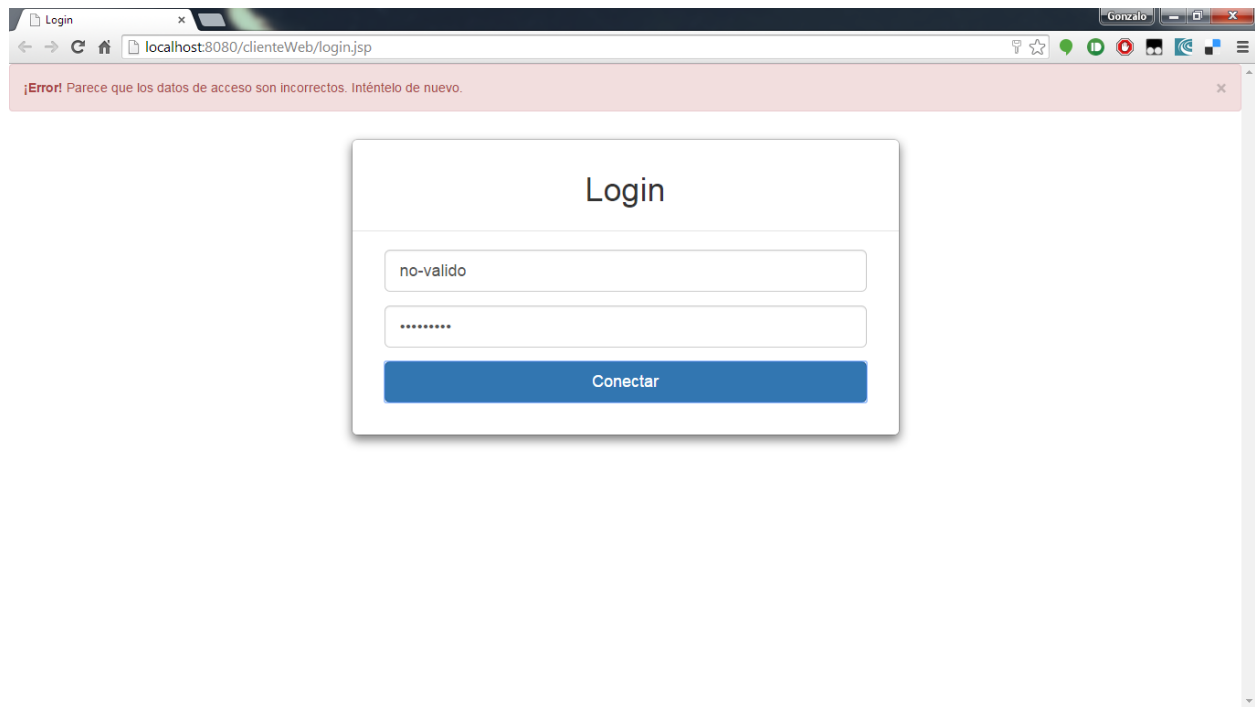 Login
Gonzalo
localhost:8080/clienteWeb/login.jsp
¡Error! Parece que los datos de acceso son incorrectos. Inténtelo de nuevo.
Login
no-valido
•••••••••
Conectar